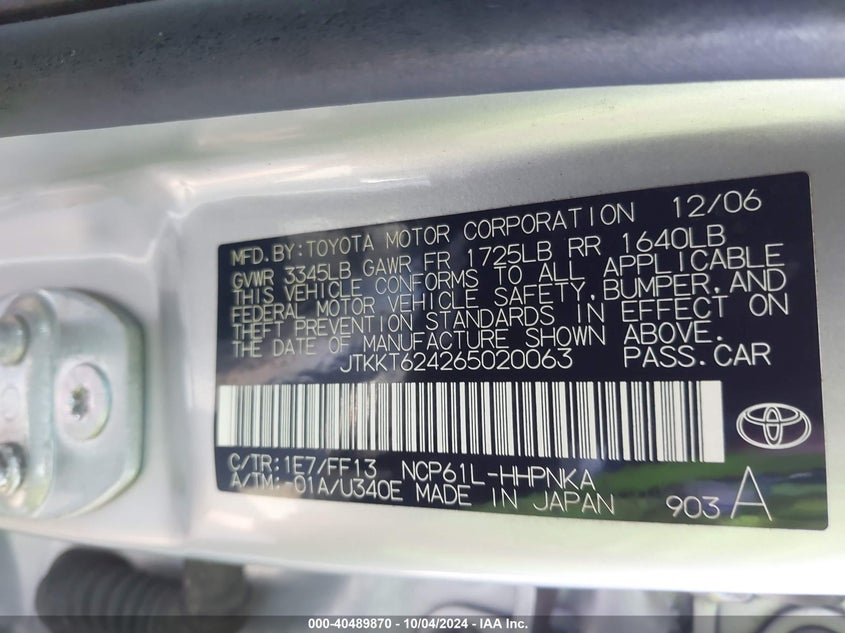 MFD. BY: TOYOTA MOTOR CORPORATION 12/06
GVWR 3345LB GAWR FR 1725LB RR 1640LB
THIS VEHICLE CONFORMS TO ALL APPLICABLE
FEDERAL MOTOR VEHICLE SAFETY, BUMPER, AND
THEFT PREVENTION STANDARDS IN EFFECT ON
THE DATE OF MANUFACTURE SHOWN ABOVE.
JTKKT624265020063 PASS. CAR
C/TR: 1E7/FF13 NCP61L-HHPNKA
A/TM: -01A/U340E MADE IN JAPAN 903 A
000-40489870 - 10/04/2024 - IAA Inc.